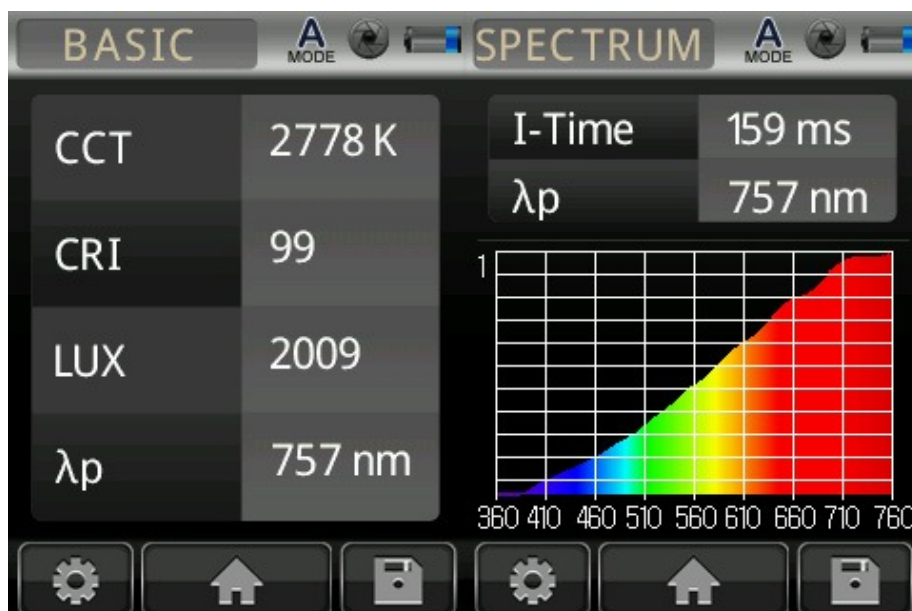 BASIC
A
MODE
CCT 2778 K
CRI 99
LUX 2009
λp 757 nm
SPECTRUM
A
MODE
I-Time 159 ms
λp 757 nm
1
360 410 460 510 560 610 660 710 760